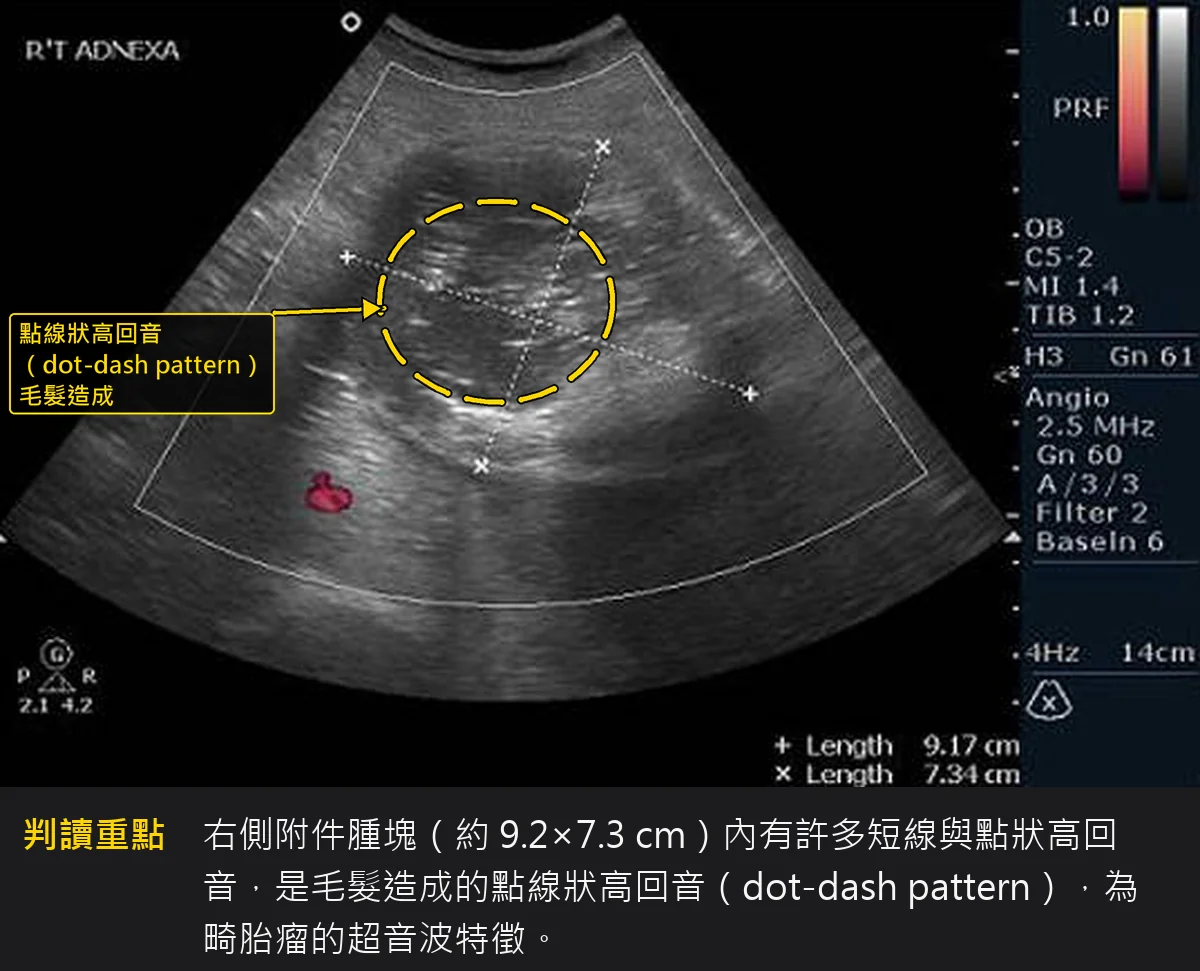 R'T ADNEXA
1.0
PRF
OB
C5-2
MI 1.4
TIB 1.2
H3 Gn 61
Angio
2.5 MHz
Gn 60
A/3/3
Filter 2
Baseln 6
4Hz 14cm
點線狀高回音
（dot-dash pattern）
毛髮造成
G
P R
2.1 4.2
+ Length 9.17 cm
× Length 7.34 cm
判讀重點
右側附件腫塊（約 9.2×7.3 cm）內有許多短線與點狀高回
音，是毛髮造成的點線狀高回音（dot-dash pattern），為
畸胎瘤的超音波特徵。